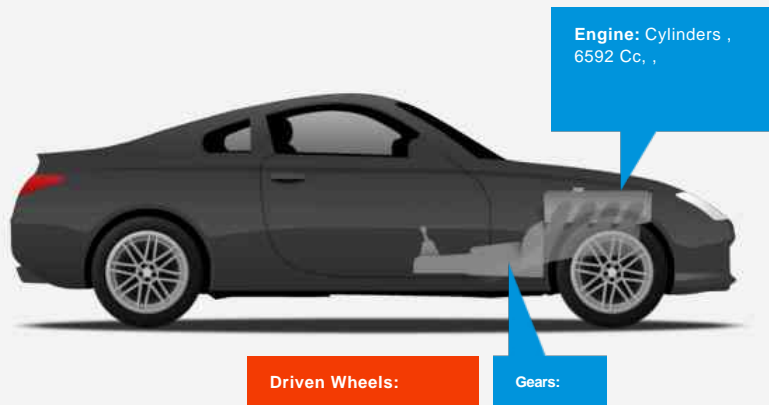 Engine: Cylinders ,
6592 Cc, ,
Driven Wheels:
Gears: